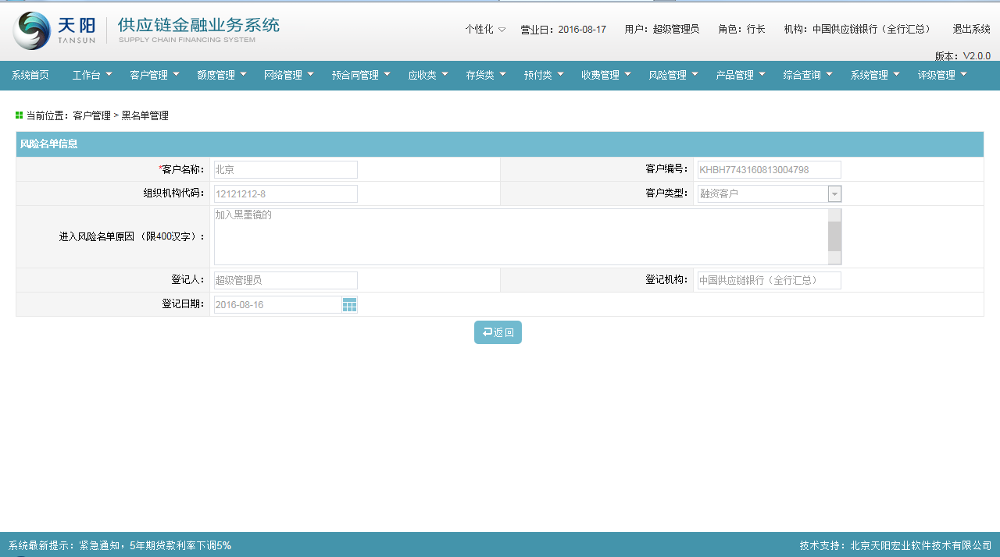 天阳
TANSUN
供应链金融业务系统
SUPPLY CHAIN FINANCING SYSTEM
个性化 营业日：2016-08-17 用户：超级管理员 角色：行长 机构：中国供应链银行（全行汇总） 退出系统
版本：V2.0.0
系统首页 工作台 客户管理 额度管理 网络管理 预合同管理 应收类 存货类 预付类 收费管理 风险管理 产品管理 综合查询 系统管理 评级管理
当前位置：客户管理 > 黑名单管理
风险名单信息
*客户名称： 北京 客户编号： KHBH7743160813004798
组织机构代码： 12121212-8 客户类型： 融资客户
进入风险名单原因 （限400汉字）： 加入黑墨镜的
登记人： 超级管理员 登记机构： 中国供应链银行（全行汇总）
登记日期： 2016-08-16
返回
系统最新提示：紧急通知，5年期贷款利率下调5% 技术支持：北京天阳宏业软件技术有限公司